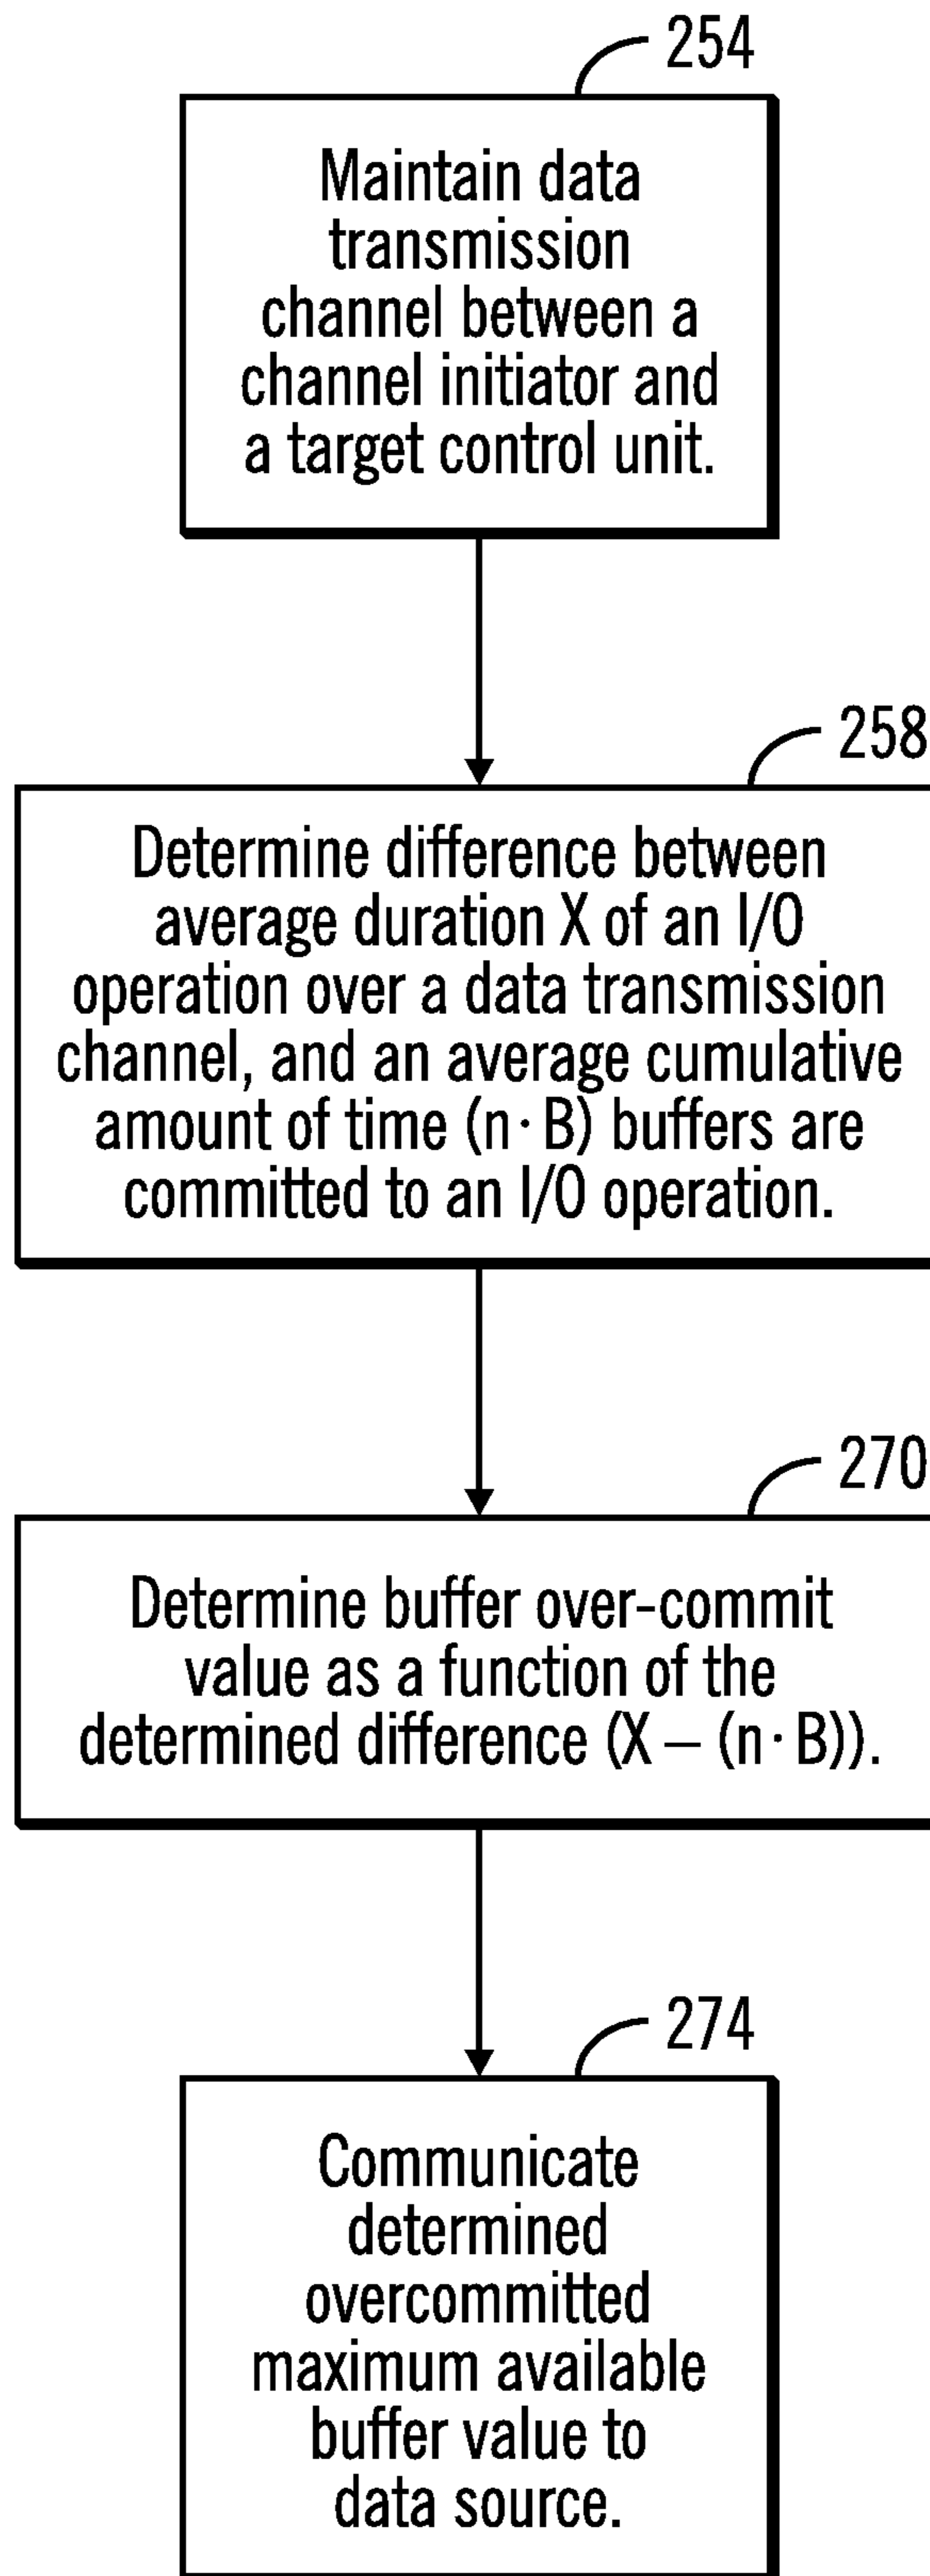 254
Maintain data
transmission
channel between a
channel initiator and
a target control unit.
258
Determine difference between
average duration X of an I/O
operation over a data transmission
channel, and an average cumulative
amount of time (n · B) buffers are
committed to an I/O operation.
270
Determine buffer over-commit
value as a function of the
determined difference (X – (n · B)).
274
Communicate
determined
overcommitted
maximum available
buffer value to
data source.